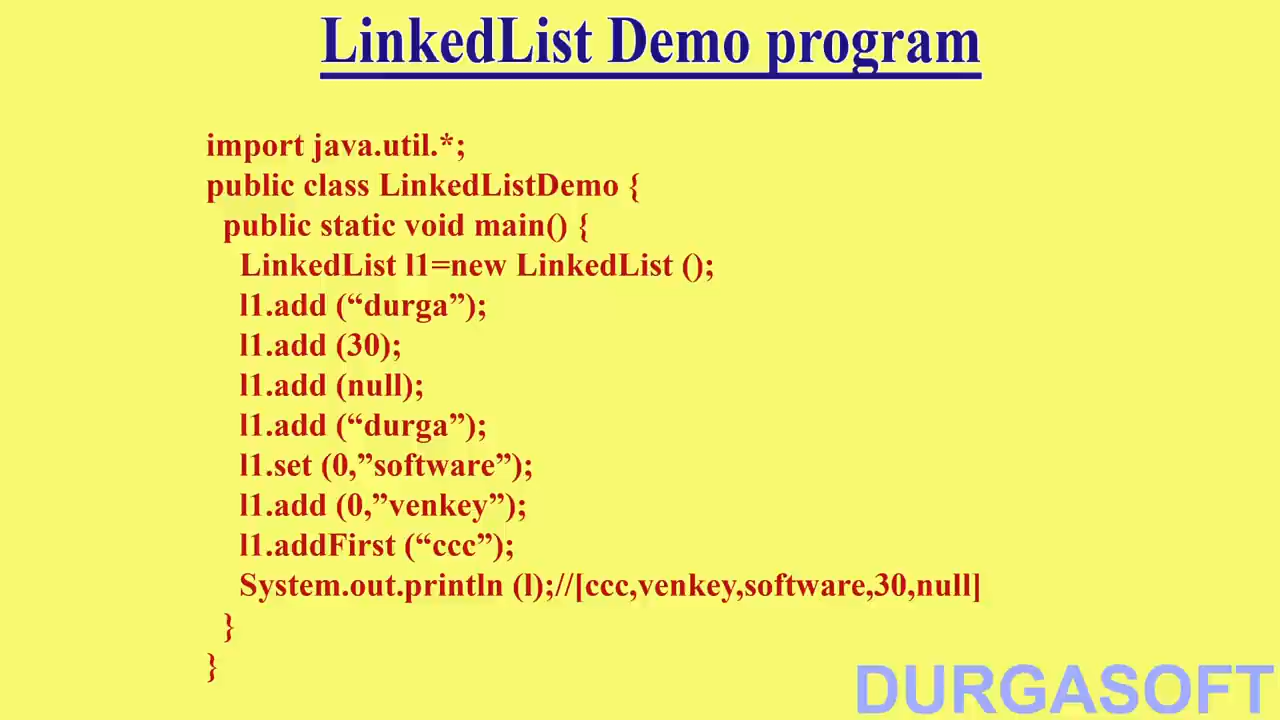 LinkedList Demo program
import java.util.*;
public class LinkedListDemo {
public static void main() {
LinkedList l1=new LinkedList ();
l1.add (“durga”);
l1.add (30);
l1.add (null);
l1.add (“durga”);
l1.set (0,”software”);
l1.add (0,”venkey”);
l1.addFirst (“ccc”);
System.out.println (l);//[ccc,venkey,software,30,null]
}
}
DURGASOFT